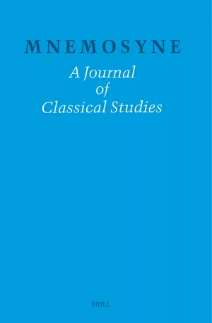 MNEMOSYNE
A Journal
of
Classical Studies
BRILL